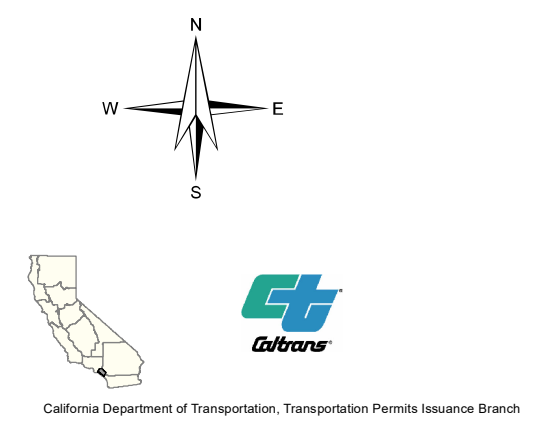 N
W E
S
Caltrans®
California Department of Transportation, Transportation Permits Issuance Branch